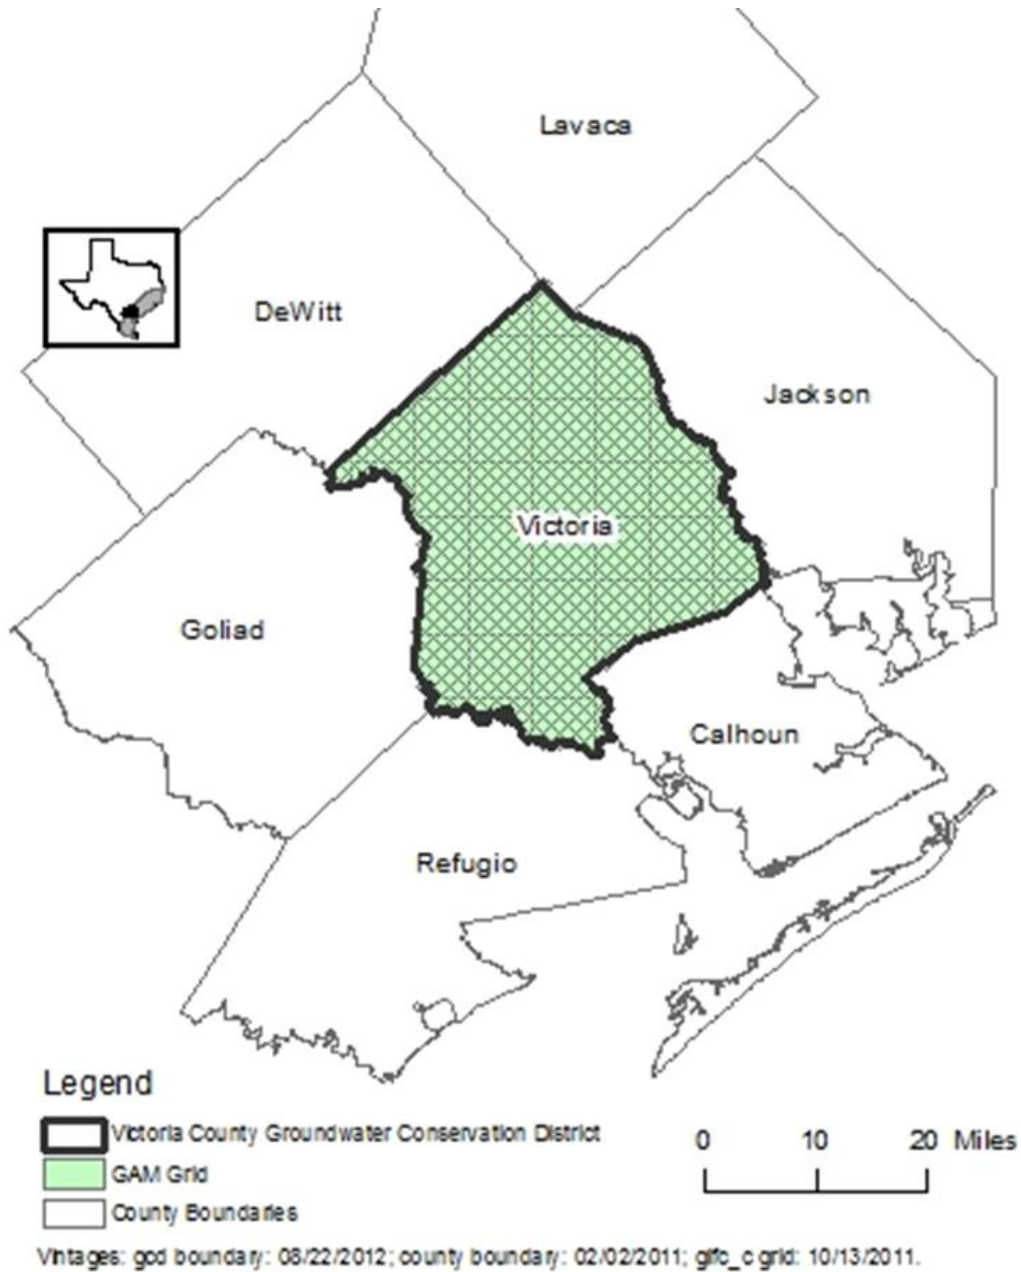 Lavaca
DeWitt
Jackson
Victoria
Goliad
Calhoun
Refugio
Legend
Victoria County Groundwater Conservation District
GAM Grid
County Boundaries
0 10 20 Miles
Vintages: gcd boundary: 08/22/2012; county boundary: 02/02/2011; glfc_c grid: 10/13/2011.